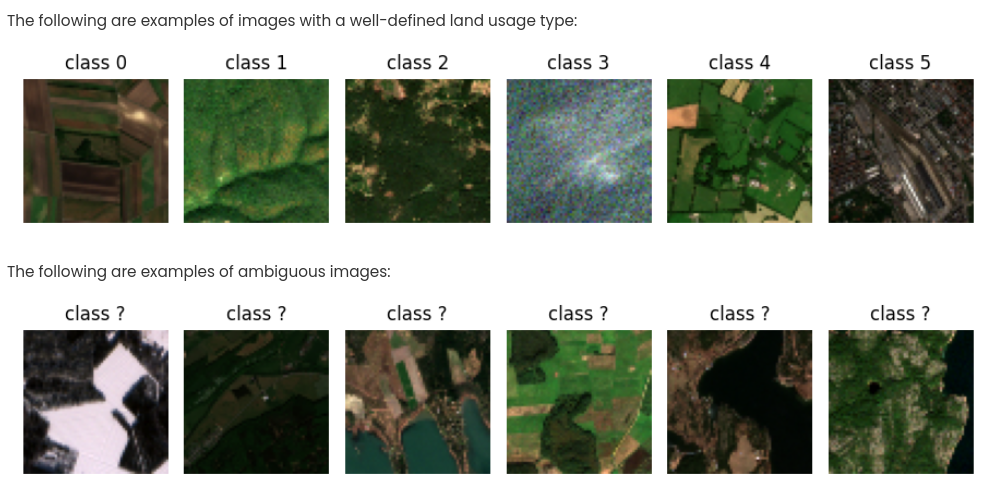 The following are examples of images with a well-defined land usage type:
class 0 class 1 class 2 class 3 class 4 class 5
The following are examples of ambiguous images:
class ? class ? class ? class ? class ? class ?